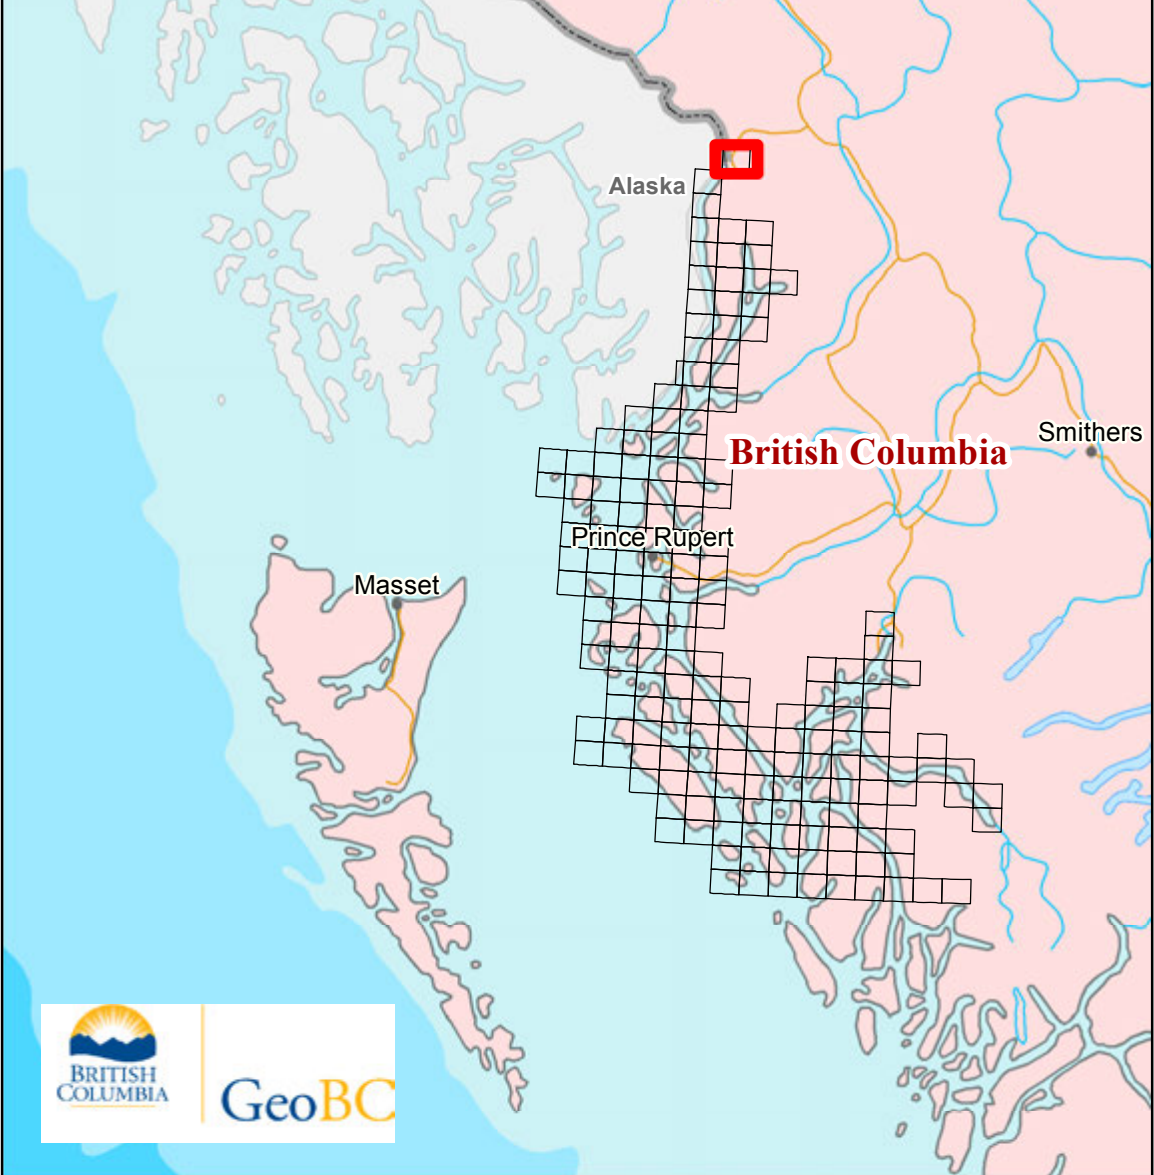 Alaska
Smithers
British Columbia
Prince Rupert
Masset
BRITISH
COLUMBIA
GeoBC